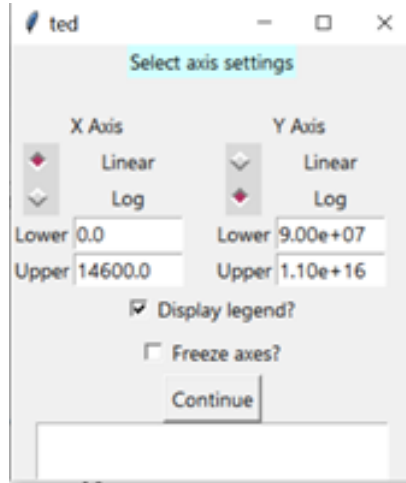 ted
Select axis settings
X Axis Y Axis
Linear Linear
Log Log
Lower 0.0 Lower 9.00e+07
Upper 14600.0 Upper 1.10e+16
Display legend?
Freeze axes?
Continue